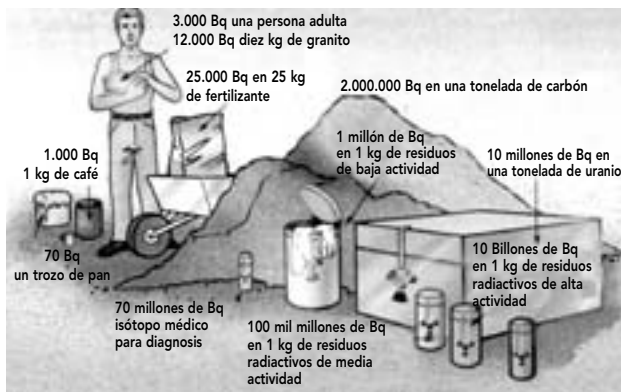 3.000 Bq una persona adulta
12.000 Bq diez kg de granito
25.000 Bq en 25 kg
de fertilizante
2.000.000 Bq en una tonelada de carbón
1 millón de Bq
en 1 kg de residuos
de baja actividad
10 millones de Bq en
una tonelada de uranio
1.000 Bq
1 kg de café
70 Bq
un trozo de pan
10 Billones de Bq
en 1 kg de residuos
radiactivos de alta
actividad
70 millones de Bq
isótopo médico
para diagnosis
100 mil millones de Bq
en 1 kg de residuos
radiactivos de media
actividad